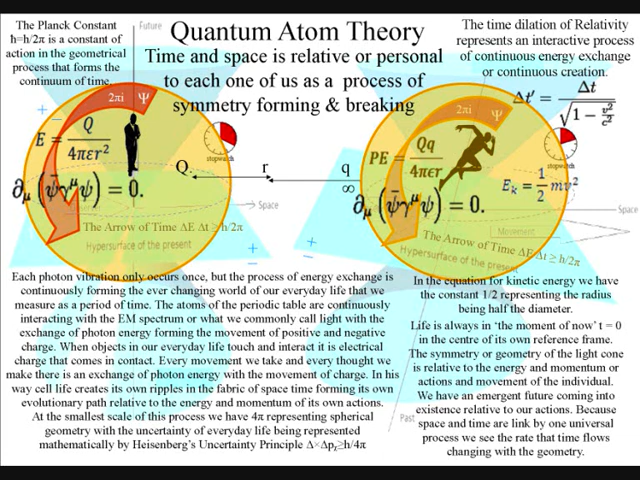 The Planck Constant
ħ=h/2π is a constant of
action in the geometrical
process that forms the
continuum of time.
Future
Quantum Atom Theory
Time and space is relative or personal
to each one of us as a process of
symmetry forming & breaking
The time dilation of Relativity
represents an interactive process
of continuous energy exchange
or continuous creation.
Δt′ = Δt / √(1 − v²/c²)
2πi Ψ
E = Q / 4πεr²
stopwatch
∂μ (ψ̄γ^μψ) = 0.
The Arrow of Time ΔE Δt ≥ h/2π
Hypersurface of the present
Q. r q
∞
Space
2πi Ψ
PE = Qq / 4πεr
stopwatch
Eₖ = 1/2 mv²
∂μ (ψ̄γ^μψ) = 0.
Space
Movement
The Arrow of Time ΔE Δt ≥ h/2π
Hypersurface of the present
+
+
Each photon vibration only occurs once, but the process of energy exchange is
continuously forming the ever changing world of our everyday life that we
measure as a period of time. The atoms of the periodic table are continuously
interacting with the EM spectrum or what we commonly call light with the
exchange of photon energy forming the movement of positive and negative
charge. When objects in our everyday life touch and interact it is electrical
charge that comes in contact. Every movement we take and every thought we
make there is an exchange of photon energy with the movement of charge. In his
way cell life creates its own ripples in the fabric of space time forming its own
evolutionary path relative to the energy and momentum of its own actions.
At the smallest scale of this process we have 4π representing spherical
geometry with the uncertainty of everyday life being represented
mathematically by Heisenberg's Uncertainty Principle Δ×Δpₓ≥h/4π
In the equation for kinetic energy we have
the constant 1/2 representing the radius
being half the diameter.
Life is always in 'the moment of now' t = 0
in the centre of its own reference frame.
The symmetry or geometry of the light cone
is relative to the energy and momentum or
actions and movement of the individual.
We have an emergent future coming into
existence relative to our actions. Because
space and time are link by one universal
process we see the rate that time flows
changing with the geometry.
Past